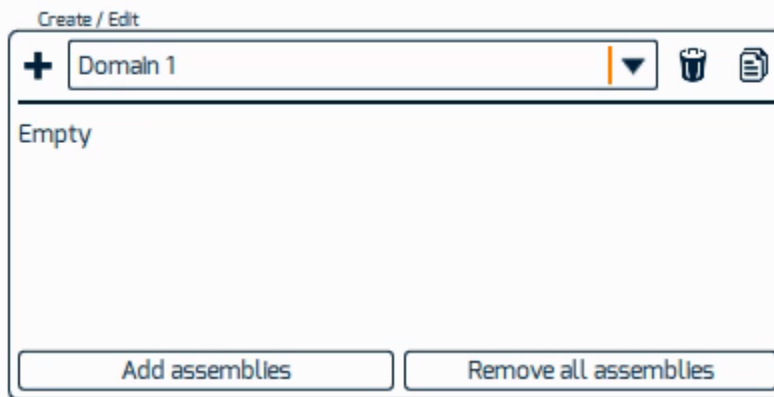 Create / Edit
Domain 1
Empty
Add assemblies
Remove all assemblies